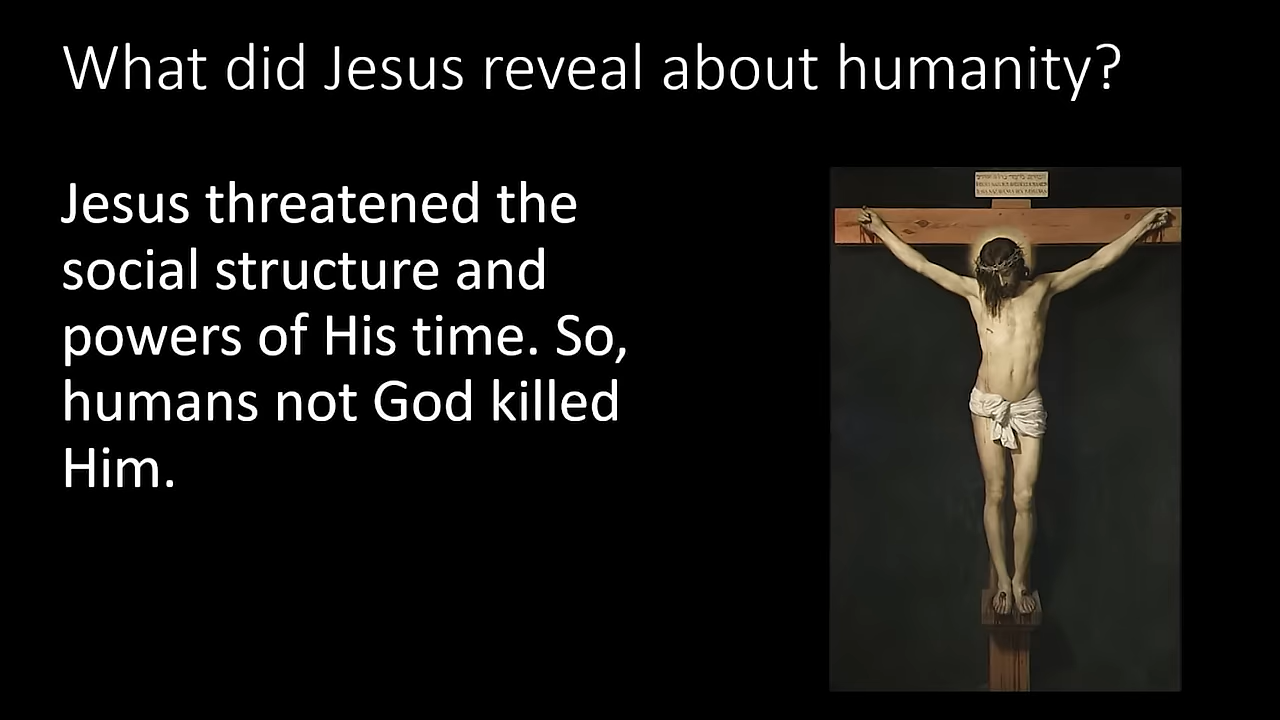 What did Jesus reveal about humanity?
Jesus threatened the
social structure and
powers of His time. So,
humans not God killed
Him.